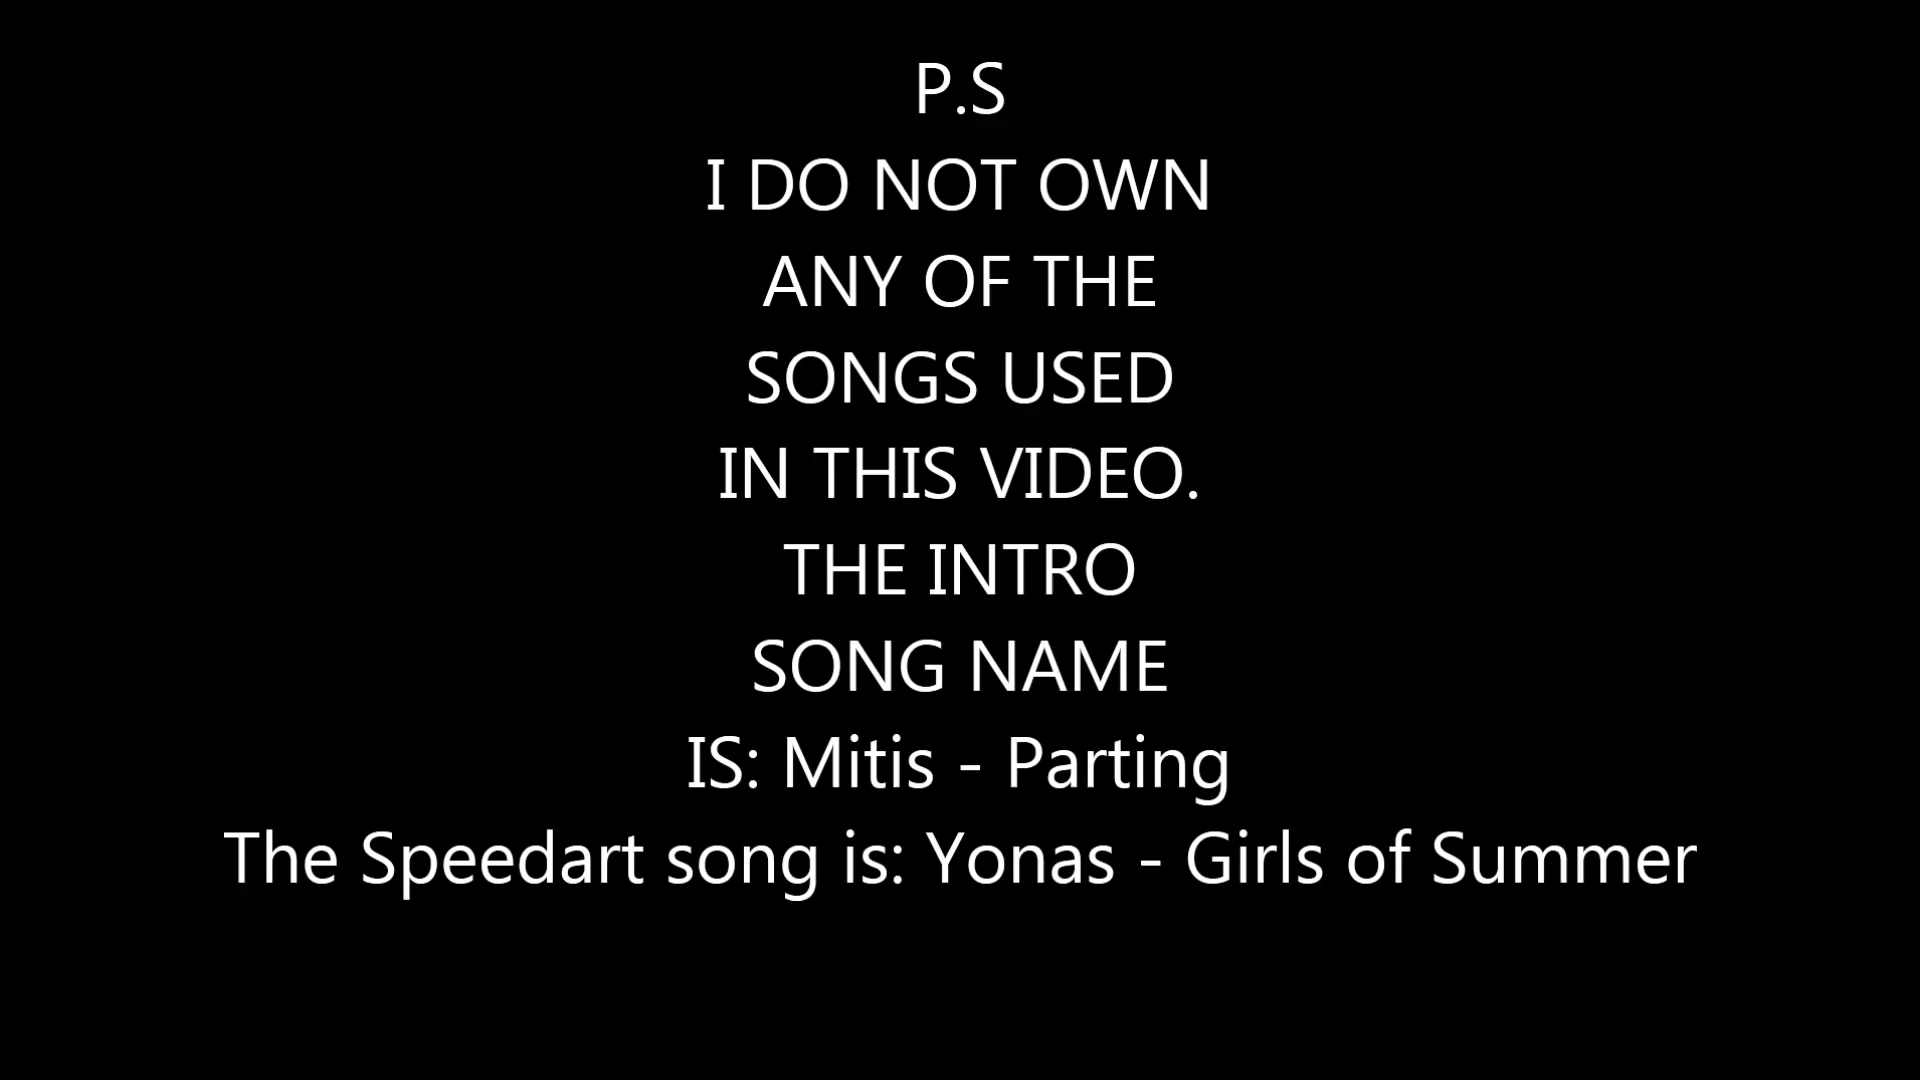 P.S
I DO NOT OWN
ANY OF THE
SONGS USED
IN THIS VIDEO.
THE INTRO
SONG NAME
IS: Mitis - Parting
The Speedart song is: Yonas - Girls of Summer